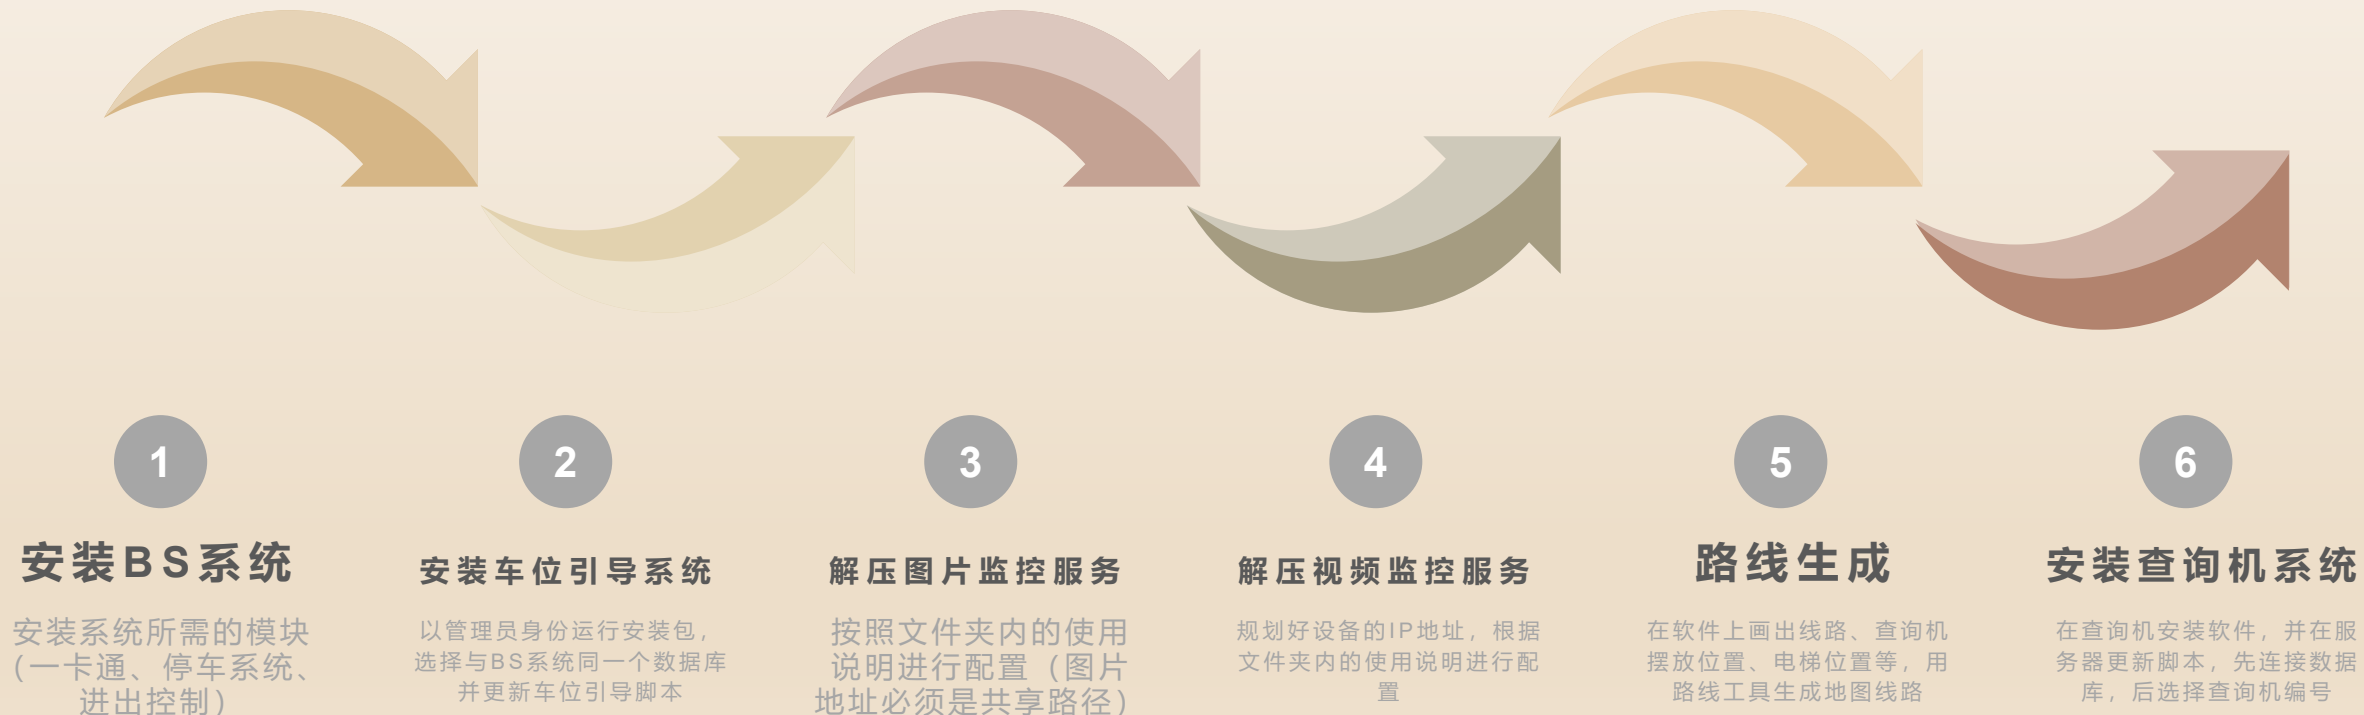 1
安装BS系统
安装系统所需的模块
(一卡通、停车系统、
进出控制)
2
安装车位引导系统
以管理员身份运行安装包，
选择与BS系统同一个数据库
并更新车位引导脚本
3
解压图片监控服务
按照文件夹内的使用
说明进行配置（图片
地址必须是共享路径）
4
解压视频监控服务
规划好设备的IP地址，根据
文件夹内的使用说明进行配
置
5
路线生成
在软件上画出线路、查询机
摆放位置、电梯位置等，用
路线工具生成地图线路
6
安装查询机系统
在查询机安装软件，并在服
务器更新脚本，先连接数据
库，后选择查询机编号